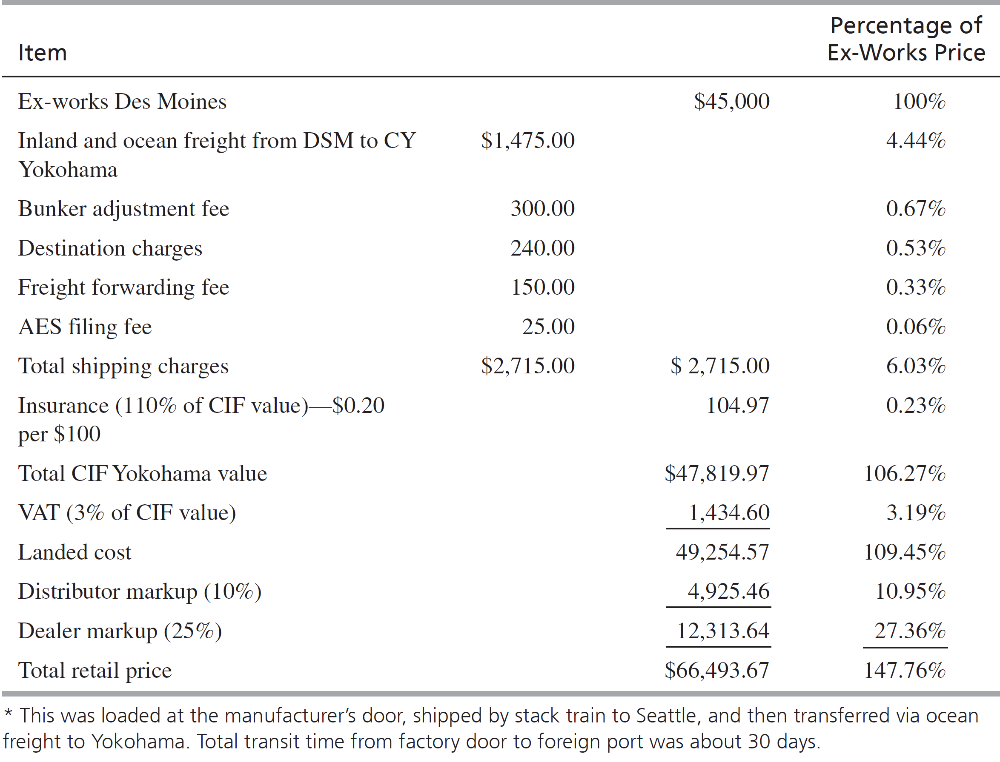 Item Percentage of
Ex-Works Price
Ex-works Des Moines $45,000 100%
Inland and ocean freight from DSM to CY $1,475.00 4.44%
Yokohama
Bunker adjustment fee 300.00 0.67%
Destination charges 240.00 0.53%
Freight forwarding fee 150.00 0.33%
AES filing fee 25.00 0.06%
Total shipping charges $2,715.00 $ 2,715.00 6.03%
Insurance (110% of CIF value)—$0.20 104.97 0.23%
per $100
Total CIF Yokohama value $47,819.97 106.27%
VAT (3% of CIF value) 1,434.60 3.19%
Landed cost 49,254.57 109.45%
Distributor markup (10%) 4,925.46 10.95%
Dealer markup (25%) 12,313.64 27.36%
Total retail price $66,493.67 147.76%
* This was loaded at the manufacturer’s door, shipped by stack train to Seattle, and then transferred via ocean
freight to Yokohama. Total transit time from factory door to foreign port was about 30 days.